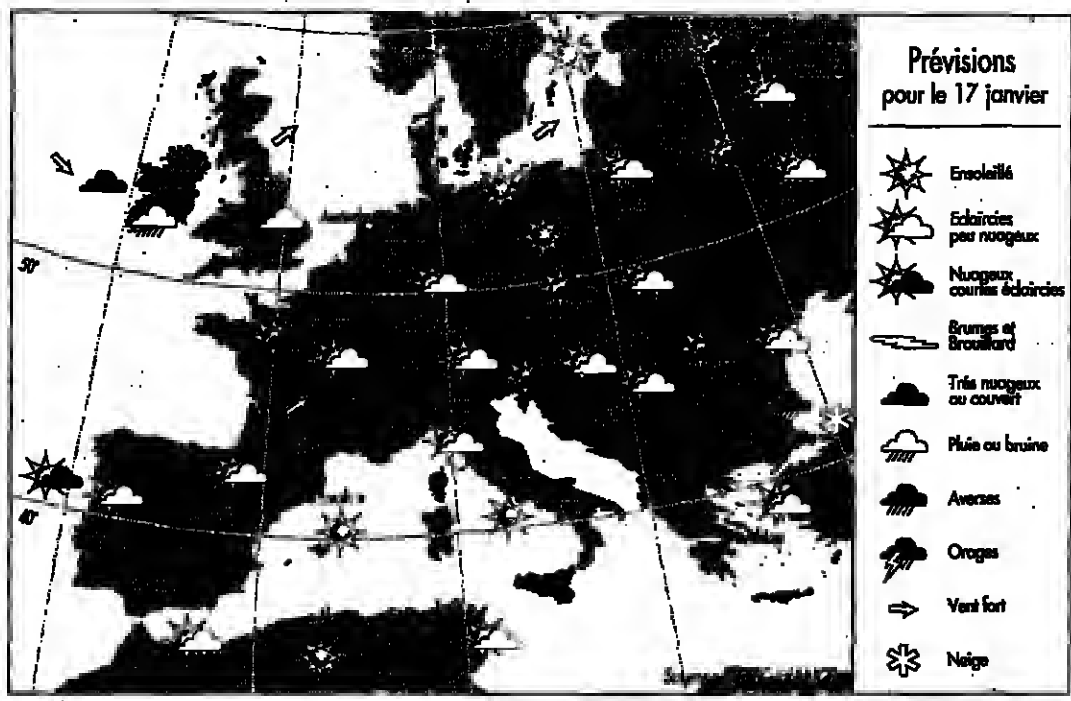 Prévisions
pour le 17 janvier
Ensoleillé
Eclaircies
peu nuageux
Nuageux
courtes éclaircies
Brumes et
Brouillard
Très nuageux
ou couvert
Pluie ou bruine
Averses
Orages
Vent fort
Neige
50°
40°